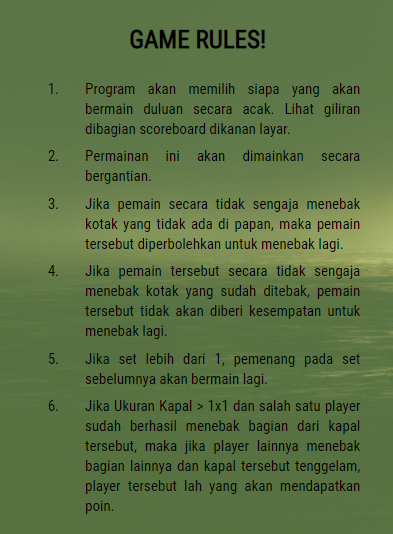 GAME RULES!
1. Program akan memilih siapa yang akan
bermain duluan secara acak. Lihat giliran
dibagian scoreboard dikanan layar.
2. Permainan ini akan dimainkan secara
bergantian.
3. Jika pemain secara tidak sengaja menebak
kotak yang tidak ada di papan, maka pemain
tersebut diperbolehkan untuk menebak lagi.
4. Jika pemain tersebut secara tidak sengaja
menebak kotak yang sudah ditebak, pemain
tersebut tidak akan diberi kesempatan untuk
menebak lagi.
5. Jika set lebih dari 1, pemenang pada set
sebelumnya akan bermain lagi.
6. Jika Ukuran Kapal > 1x1 dan salah satu player
sudah berhasil menebak bagian dari kapal
tersebut, maka jika player lainnya menebak
bagian lainnya dan kapal tersebut tenggelam,
player tersebut lah yang akan mendapatkan
poin.